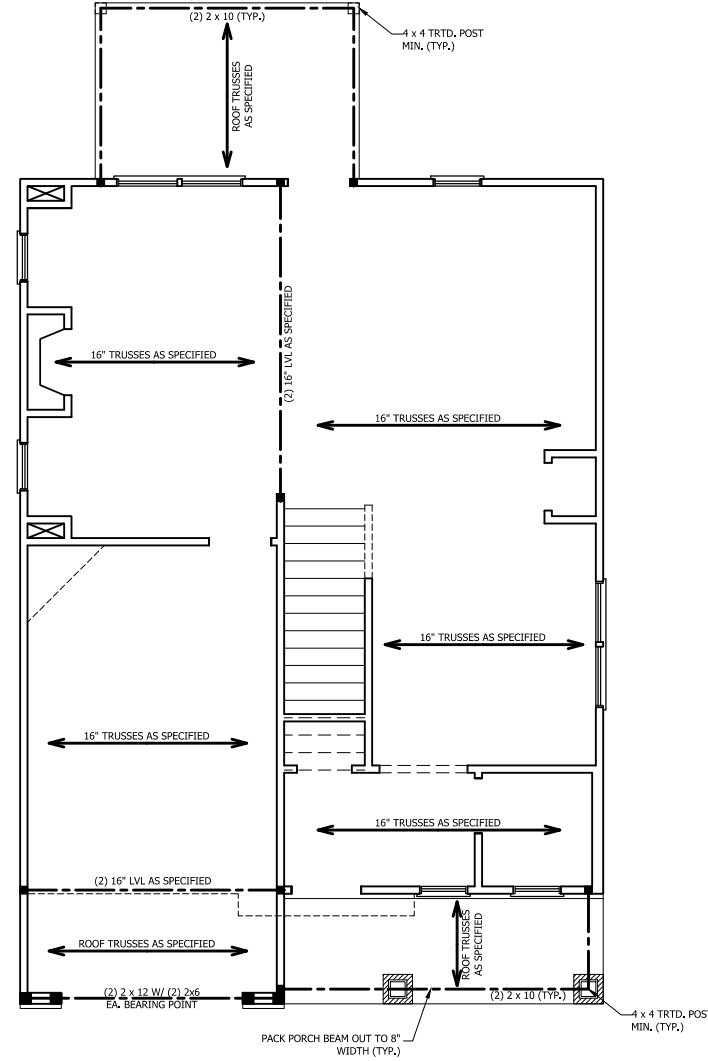 (2) 2 x 10 (TYP.)
4 x 4 TRTD. POST
MIN. (TYP.)
ROOF TRUSSES
AS SPECIFIED
(2) 16" LVL AS SPECIFIED
16" TRUSSES AS SPECIFIED
16" TRUSSES AS SPECIFIED
16" TRUSSES AS SPECIFIED
16" TRUSSES AS SPECIFIED
16" TRUSSES AS SPECIFIED
(2) 16" LVL AS SPECIFIED
ROOF TRUSSES AS SPECIFIED
ROOF TRUSSES
AS SPECIFIED
(2) 2 x 12 W/ (2) 2x6
EA. BEARING POINT
(2) 2 x 10 (TYP.)
4 x 4 TRTD. POS
MIN. (TYP.)
PACK PORCH BEAM OUT TO 8"
WIDTH (TYP.)